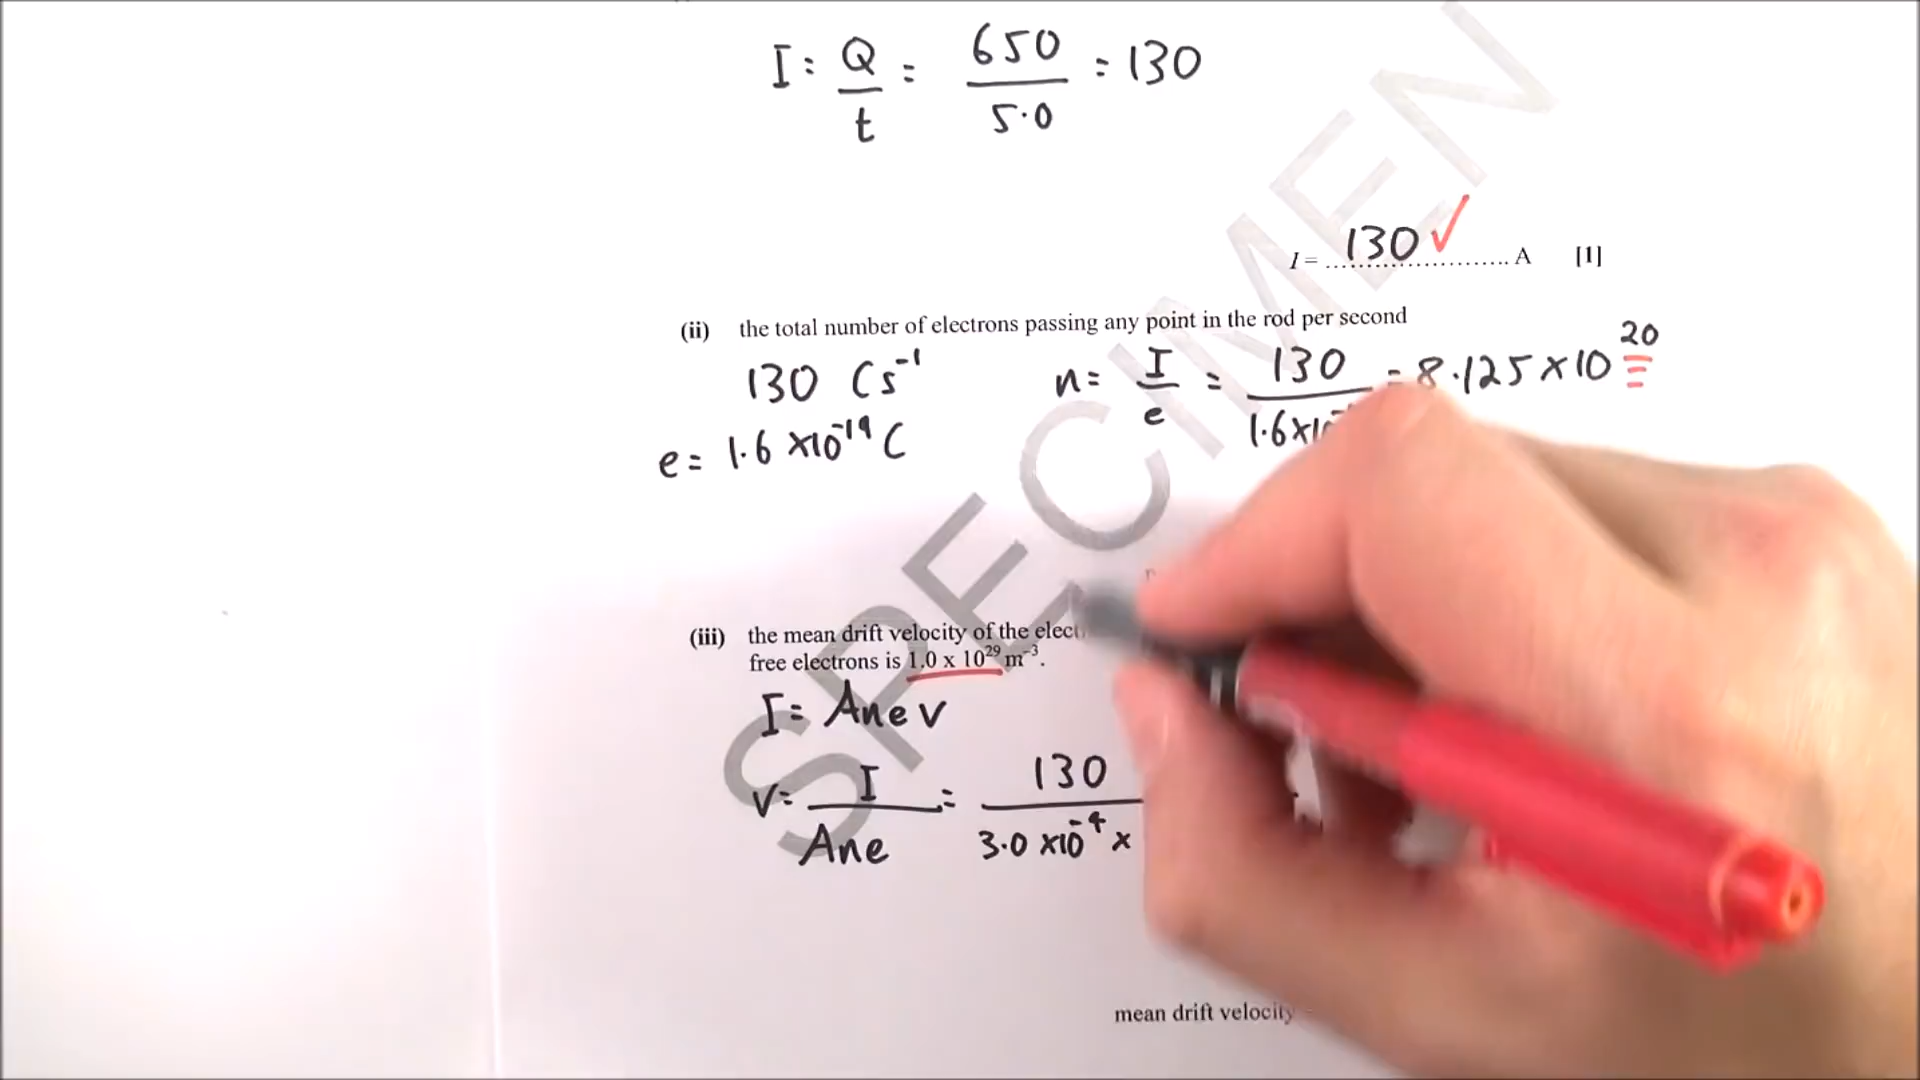 I = Q/t = 650/5.0 = 130
I = 130 ✓ A [1]
(ii) the total number of electrons passing any point in the rod per second
130 Cs⁻¹ n = I/e = 130/1.6×10 = 8.125×10²⁰
e = 1.6×10⁻¹⁹ C
(iii) the mean drift velocity of the
free electrons is 1.0 x 10²⁹ m⁻³.
I = Anev
v = I/Ane = 130/3.0×10⁻⁴ ×
mean drift velocity
SPECIMEN